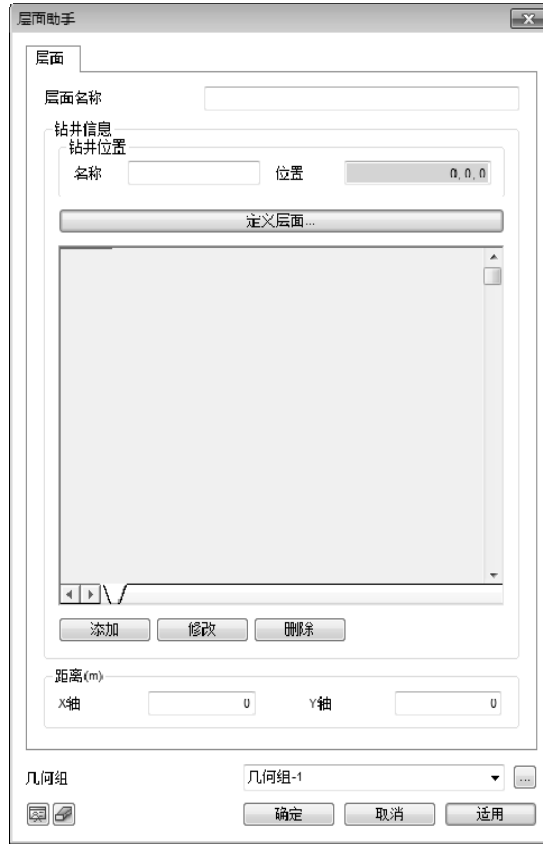 层面助手
层面
层面名称
钻井信息
钻井位置
名称 位置 0, 0, 0
定义层面...
添加 修改 删除
距离(m)
X轴 0 Y轴 0
几何组 几何组-1 ...
确定 取消 适用